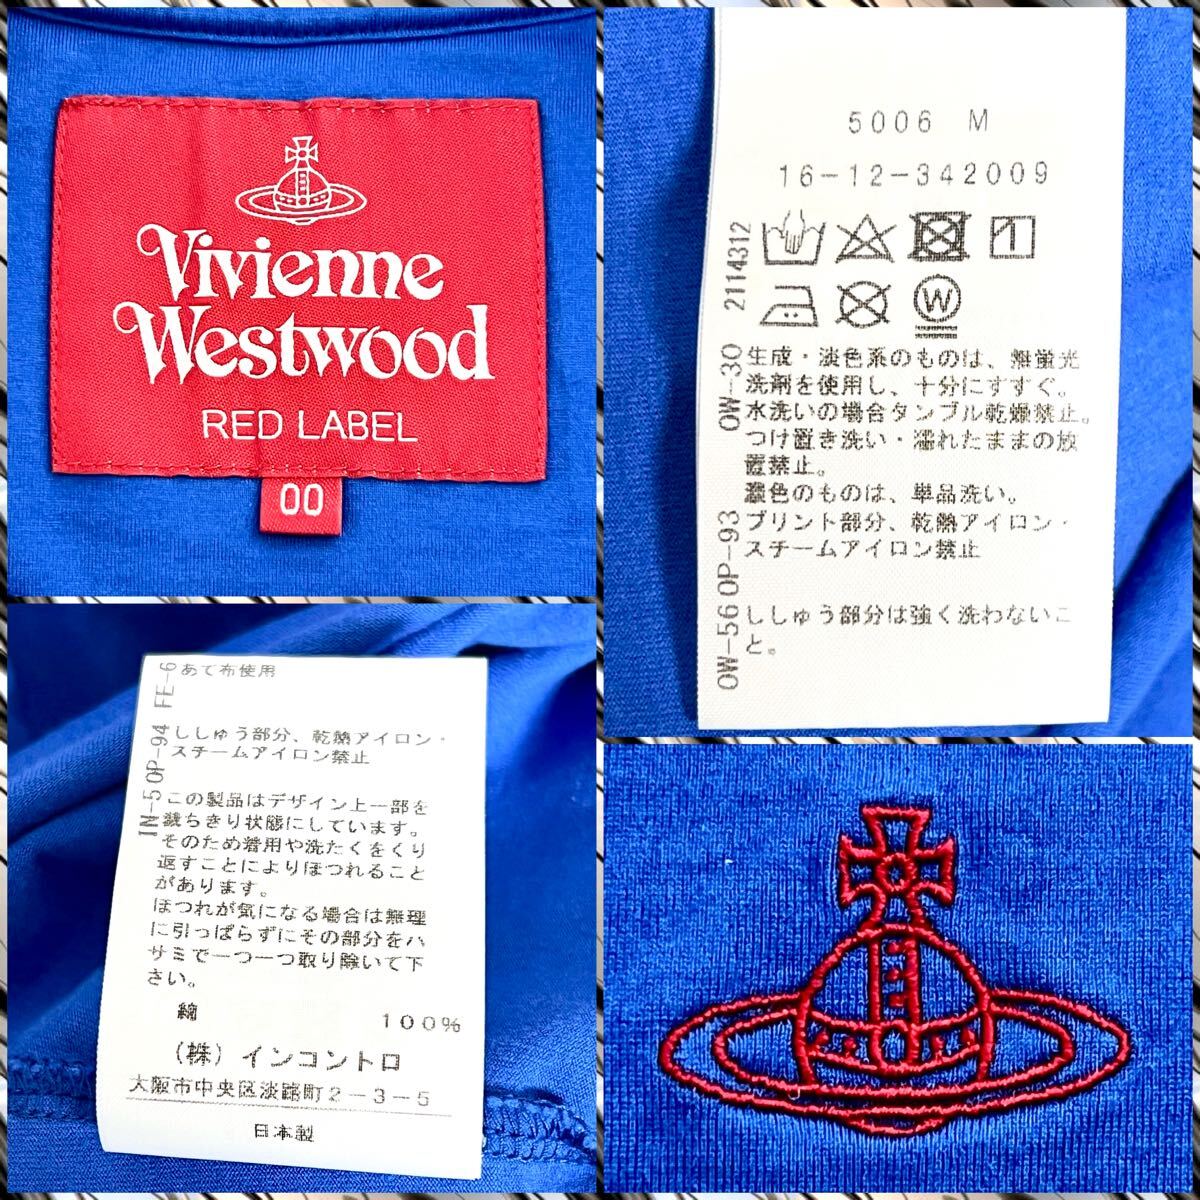 Vivienne
Westwood
RED LABEL
00
5006 M
16-12-342009
2114312
W
OW-30
生成・淡色系のものは、無蛍光
洗剤を使用し、十分にすすぐ。
水洗いの場合タンブル乾燥禁止。
つけ置き洗い・濡れたままの放
置禁止。
濃色のものは、単品洗い。
OP-93
プリント部分、乾熱アイロン・
スチームアイロン禁止
OW-56
ししゅう部分は強く洗わないこ
と。
FE-6
あて布使用
OP-94
ししゅう部分、乾熱アイロン・
スチームアイロン禁止
IN-5
この製品はデザイン上一部を
裁ちきり状態にしています。
そのため着用や洗たくをくり
返すことによりほつれること
があります。
ほつれが気になる場合は無理
に引っぱらずにその部分をハ
サミで一つ一つ取り除いて下
さい。
綿 100%
(株)インコントロ
大阪市中央区淡路町2-3-5
日本製